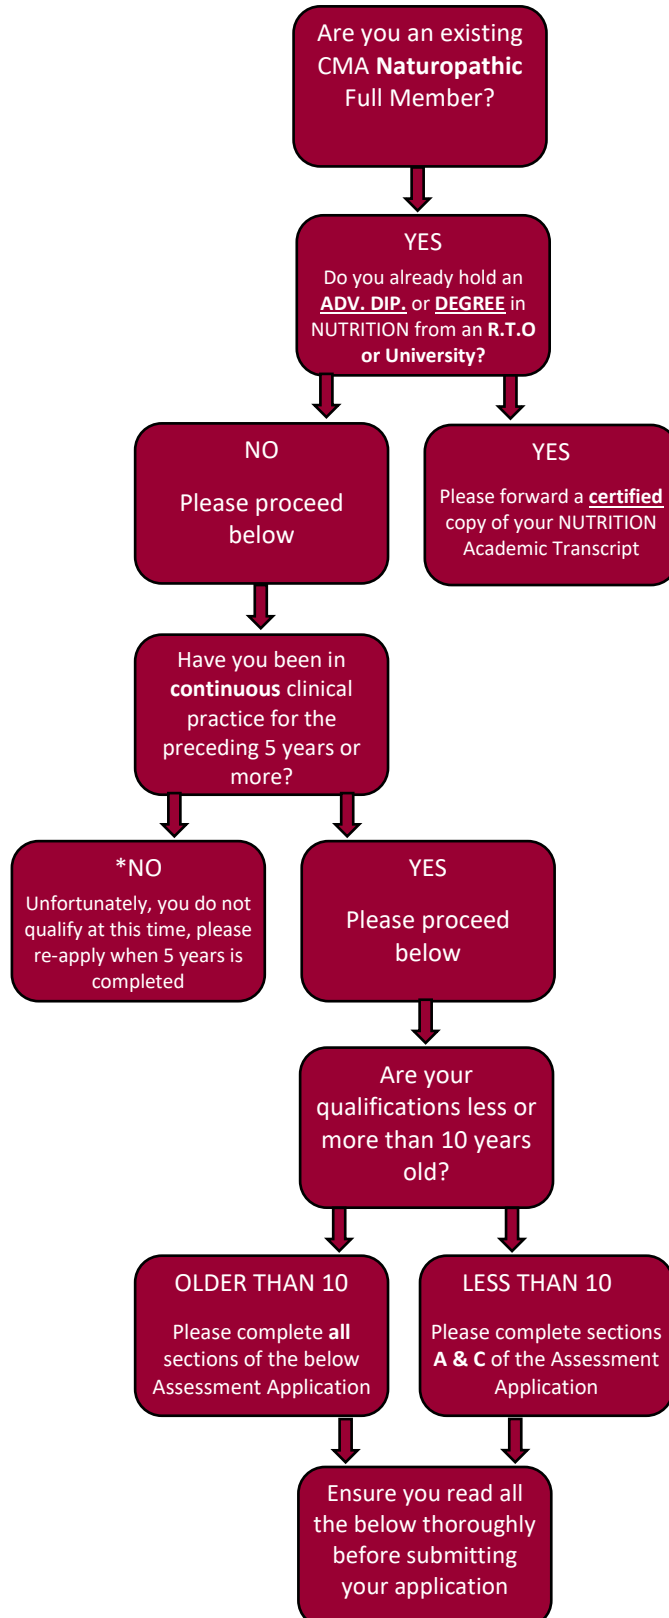 Are you an existing
CMA Naturopathic
Full Member?
YES
Do you already hold an
ADV. DIP. or DEGREE in
NUTRITION from an R.T.O
or University?
NO
Please proceed
below
YES
Please forward a certified
copy of your NUTRITION
Academic Transcript
Have you been in
continuous clinical
practice for the
preceding 5 years or
more?
*NO
Unfortunately, you do not
qualify at this time, please
re-apply when 5 years is
completed
YES
Please proceed
below
Are your
qualifications less or
more than 10 years
old?
OLDER THAN 10
Please complete all
sections of the below
Assessment Application
LESS THAN 10
Please complete sections
A & C of the Assessment
Application
Ensure you read all
the below thoroughly
before submitting
your application